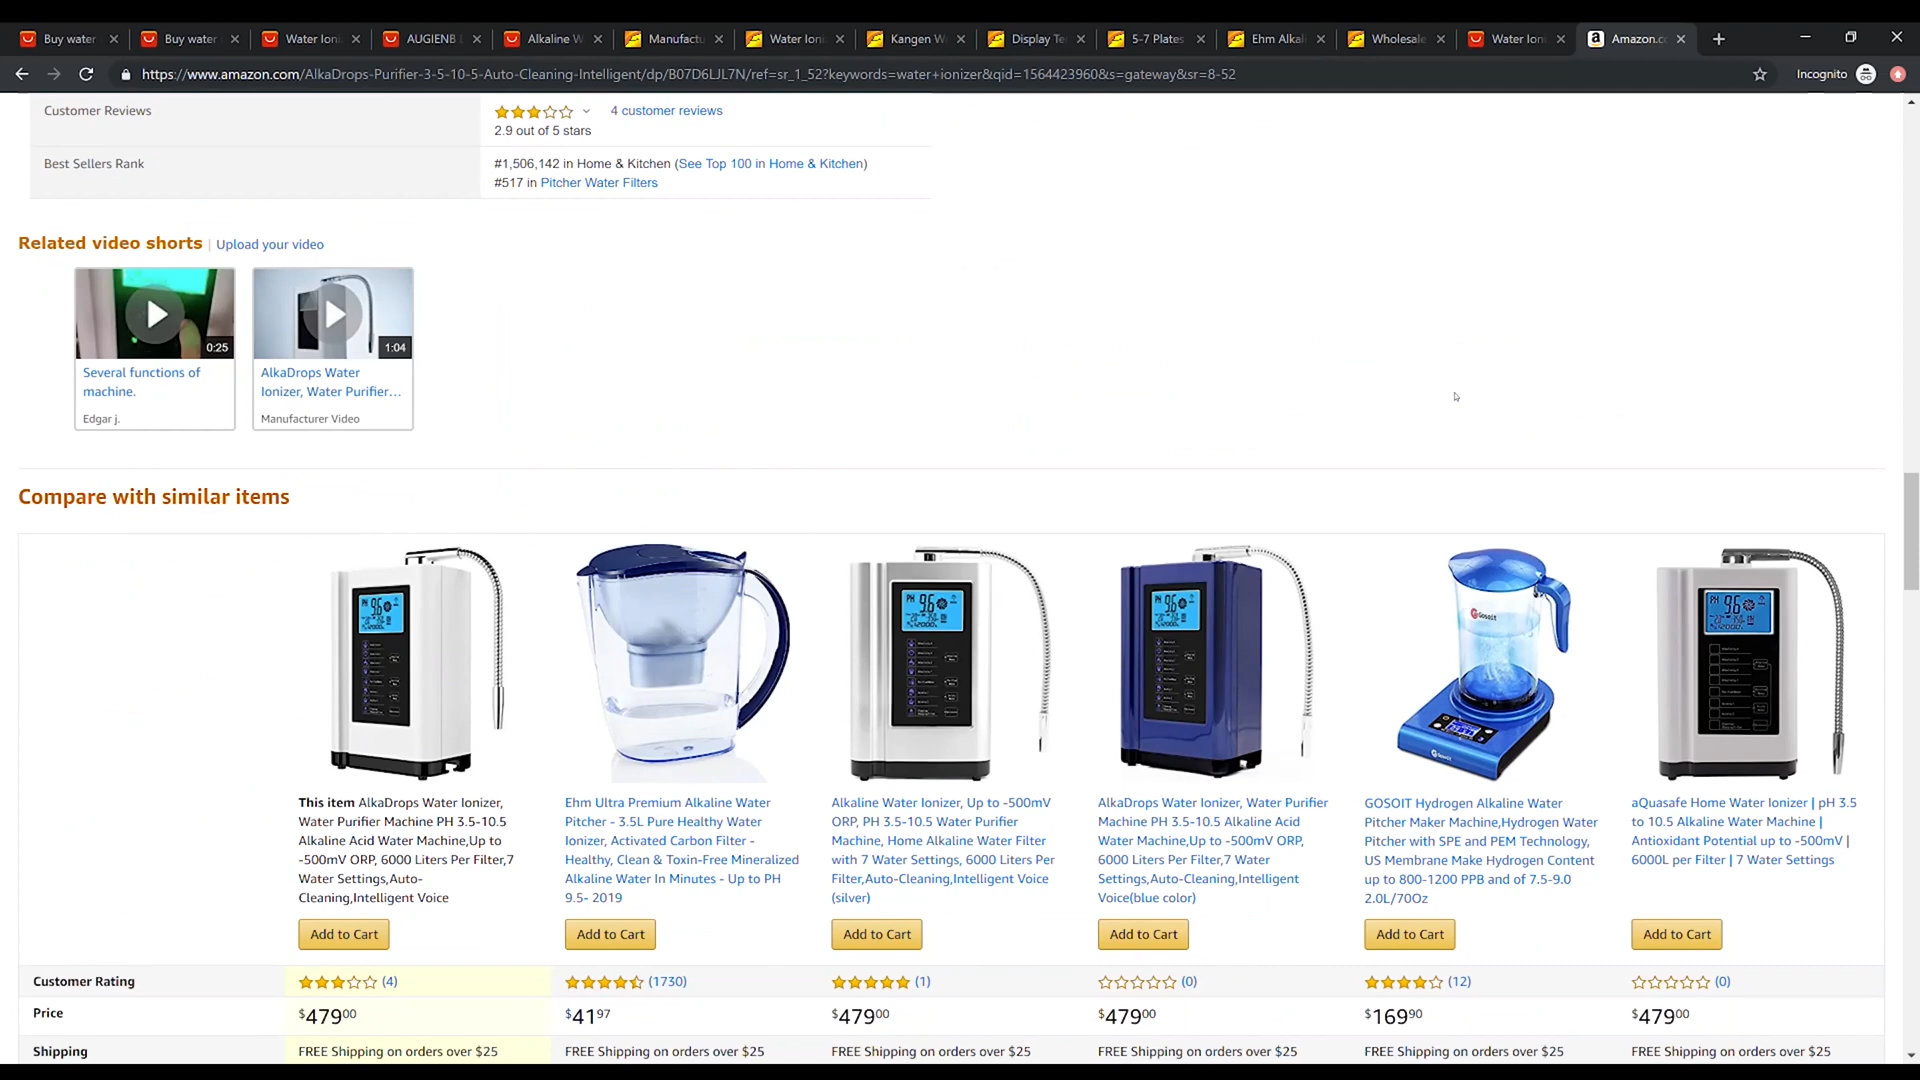 Buy water
Buy water
Water Ion
AUGIENB
Alkaline W
Manufactu
Water Ioni
Kangen W
Display Te
5-7 Plates
Ehm Alkal
Wholesale
Water Ion
Amazon.co
https://www.amazon.com/AlkaDrops-Purifier-3-5-10-5-Auto-Cleaning-Intelligent/dp/B07D6LJL7N/ref=sr_1_52?keywords=water+ionizer&qid=1564423960&s=gateway&sr=8-52
Incognito
Customer Reviews
4 customer reviews
2.9 out of 5 stars
Best Sellers Rank
#1,506,142 in Home & Kitchen (See Top 100 in Home & Kitchen)
#517 in Pitcher Water Filters
Related video shorts | Upload your video
0:25
Several functions of
machine.
Edgar j.
1:04
AlkaDrops Water
Ionizer, Water Purifier…
Manufacturer Video
Compare with similar items
PH 9.6
PH 9.6
PH 9.6
Gosoit
Gosoit
PH 9.6
This item AlkaDrops Water Ionizer,
Water Purifier Machine PH 3.5-10.5
Alkaline Acid Water Machine,Up to
-500mV ORP, 6000 Liters Per Filter,7
Water Settings,Auto-
Cleaning,Intelligent Voice
Ehm Ultra Premium Alkaline Water
Pitcher - 3.5L Pure Healthy Water
Ionizer, Activated Carbon Filter -
Healthy, Clean & Toxin-Free Mineralized
Alkaline Water In Minutes - Up to PH
9.5- 2019
Alkaline Water Ionizer, Up to -500mV
ORP, PH 3.5-10.5 Water Purifier
Machine, Home Alkaline Water Filter
with 7 Water Settings, 6000 Liters Per
Filter,Auto-Cleaning,Intelligent Voice
(silver)
AlkaDrops Water Ionizer, Water Purifier
Machine PH 3.5-10.5 Alkaline Acid
Water Machine,Up to -500mV ORP,
6000 Liters Per Filter,7 Water
Settings,Auto-Cleaning,Intelligent
Voice(blue color)
GOSOIT Hydrogen Alkaline Water
Pitcher Maker Machine,Hydrogen Water
Pitcher with SPE and PEM Technology,
US Membrane Make Hydrogen Content
up to 800-1200 PPB and of 7.5-9.0
2.0L/70Oz
aQuasafe Home Water Ionizer | pH 3.5
to 10.5 Alkaline Water Machine |
Antioxidant Potential up to -500mV |
6000L per Filter | 7 Water Settings
Add to Cart
Add to Cart
Add to Cart
Add to Cart
Add to Cart
Add to Cart
Customer Rating
(4)
(1730)
(1)
(0)
(12)
(0)
Price
$479.00
$41.97
$479.00
$479.00
$169.90
$479.00
Shipping
FREE Shipping on orders over $25
FREE Shipping on orders over $25
FREE Shipping on orders over $25
FREE Shipping on orders over $25
FREE Shipping on orders over $25
FREE Shipping on orders over $25